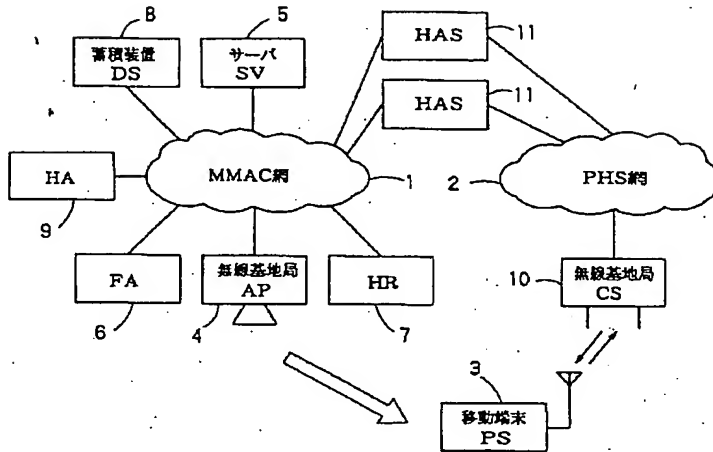 8
5
蓄積装置
DS
サーバ
SV
HAS
11
HAS
11
HA
9
MMAC網
1
2
PHS網
FA
6
無線基地局
AP
4
HR
7
10
無線基地局
CS
3
移動端末
PS